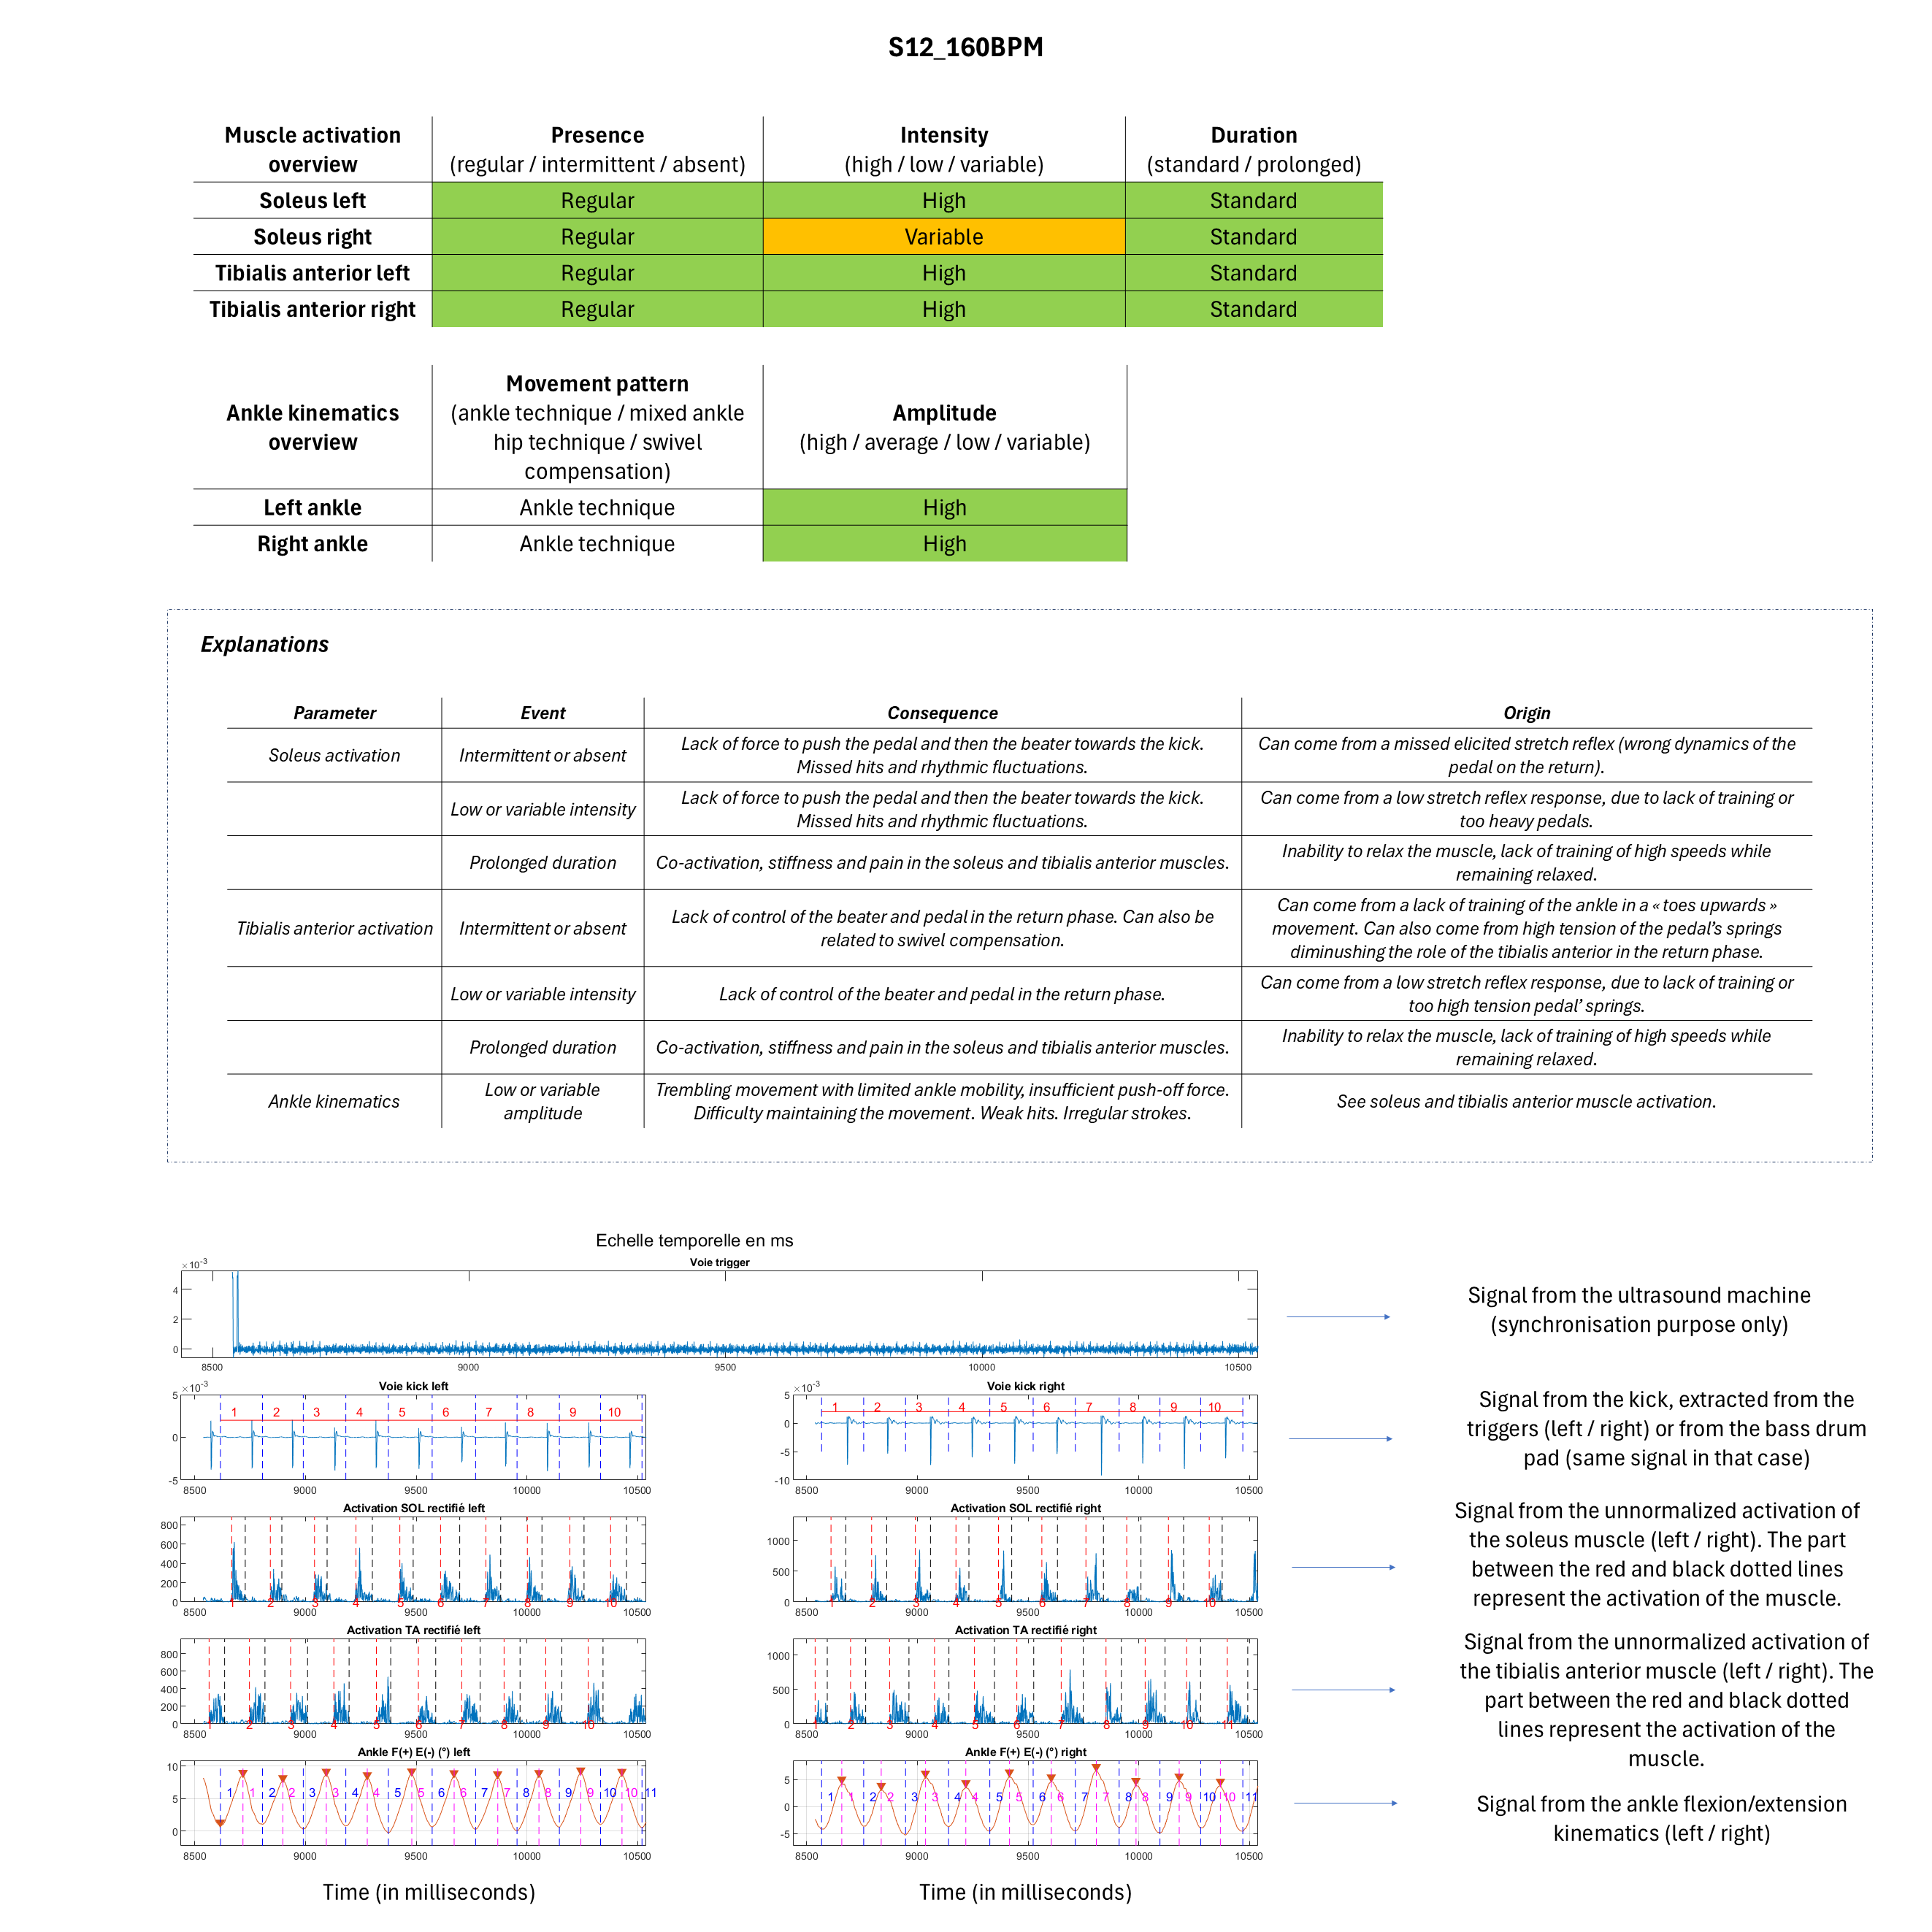 S12_160BPM
Muscle activation overview
Presence
(regular / intermittent / absent)
Intensity
(high / low / variable)
Duration
(standard / prolonged)
Soleus left
Regular
High
Standard
Soleus right
Regular
Variable
Standard
Tibialis anterior left
Regular
High
Standard
Tibialis anterior right
Regular
High
Standard
Ankle kinematics
overview
Movement pattern
(ankle technique / mixed ankle
hip technique / swivel
compensation)
Amplitude
(high / average / low / variable)
Left ankle
Ankle technique
High
Right ankle
Ankle technique
High
Explanations
Parameter
Event
Consequence
Origin
Soleus activation
Intermittent or absent
Lack of force to push the pedal and then the beater towards the kick.
Missed hits and rhythmic fluctuations.
Can come from a missed elicited stretch reflex (wrong dynamics of the
pedal on the return).
Low or variable intensity
Lack of force to push the pedal and then the beater towards the kick.
Missed hits and rhythmic fluctuations.
Can come from a low stretch reflex response, due to lack of training or
too heavy pedals.
Prolonged duration
Co-activation, stiffness and pain in the soleus and tibialis anterior muscles.
Inability to relax the muscle, lack of training of high speeds while
remaining relaxed.
Tibialis anterior activation
Intermittent or absent
Lack of control of the beater and pedal in the return phase. Can also be
related to swivel compensation.
Can come from a lack of training of the ankle in a « toes upwards »
movement. Can also come from high tension of the pedal's springs
diminushing the role of the tibialis anterior in the return phase.
Low or variable intensity
Lack of control of the beater and pedal in the return phase.
Can come from a low stretch reflex response, due to lack of training or
too high tension pedal' springs.
Prolonged duration
Co-activation, stiffness and pain in the soleus and tibialis anterior muscles.
Inability to relax the muscle, lack of training of high speeds while
remaining relaxed.
Ankle kinematics
Low or variable
amplitude
Trembling movement with limited ankle mobility, insufficient push-off force.
Difficulty maintaining the movement. Weak hits. Irregular strokes.
See soleus and tibialis anterior muscle activation.
Echelle temporelle en ms
Voie trigger
×10-3
4
2
0
8500 9000 9500 10000 10500
Signal from the ultrasound machine
(synchronisation purpose only)
Voie kick left
×10-3
5
0
-5
1 2 3 4 5 6 7 8 9 10
8500 9000 9500 10000 10500
Voie kick right
×10-3
5
0
-5
-10
1 2 3 4 5 6 7 8 9 10
8500 9000 9500 10000 10500
Signal from the kick, extracted from the
triggers (left / right) or from the bass drum
pad (same signal in that case)
Activation SOL rectifié left
800
600
400
200
0
1 2 3 4 5 6 7 8 9 10
8500 9000 9500 10000 10500
Activation SOL rectifié right
1000
500
0
1 2 3 4 5 6 7 8 9 10
8500 9000 9500 10000 10500
Signal from the unnormalized activation of
the soleus muscle (left / right). The part
between the red and black dotted lines
represent the activation of the muscle.
Activation TA rectifié left
800
600
400
200
0
1 2 3 4 5 6 7 8 9 10
8500 9000 9500 10000 10500
Activation TA rectifié right
1000
500
0
1 2 3 4 5 6 7 8 9 10 11
8500 9000 9500 10000 10500
Signal from the unnormalized activation of
the tibialis anterior muscle (left / right). The
part between the red and black dotted
lines represent the activation of the
muscle.
Ankle F(+) E(-) (°) left
10
5
0
1 1 2 2 3 3 4 4 5 5 6 6 7 7 8 8 9 9 10 10 11
8500 9000 9500 10000 10500
Ankle F(+) E(-) (°) right
5
0
-5
1 1 2 2 3 3 4 4 5 5 6 6 7 7 8 8 9 9 10 10 11
8500 9000 9500 10000 10500
Signal from the ankle flexion/extension
kinematics (left / right)
Time (in milliseconds)
Time (in milliseconds)